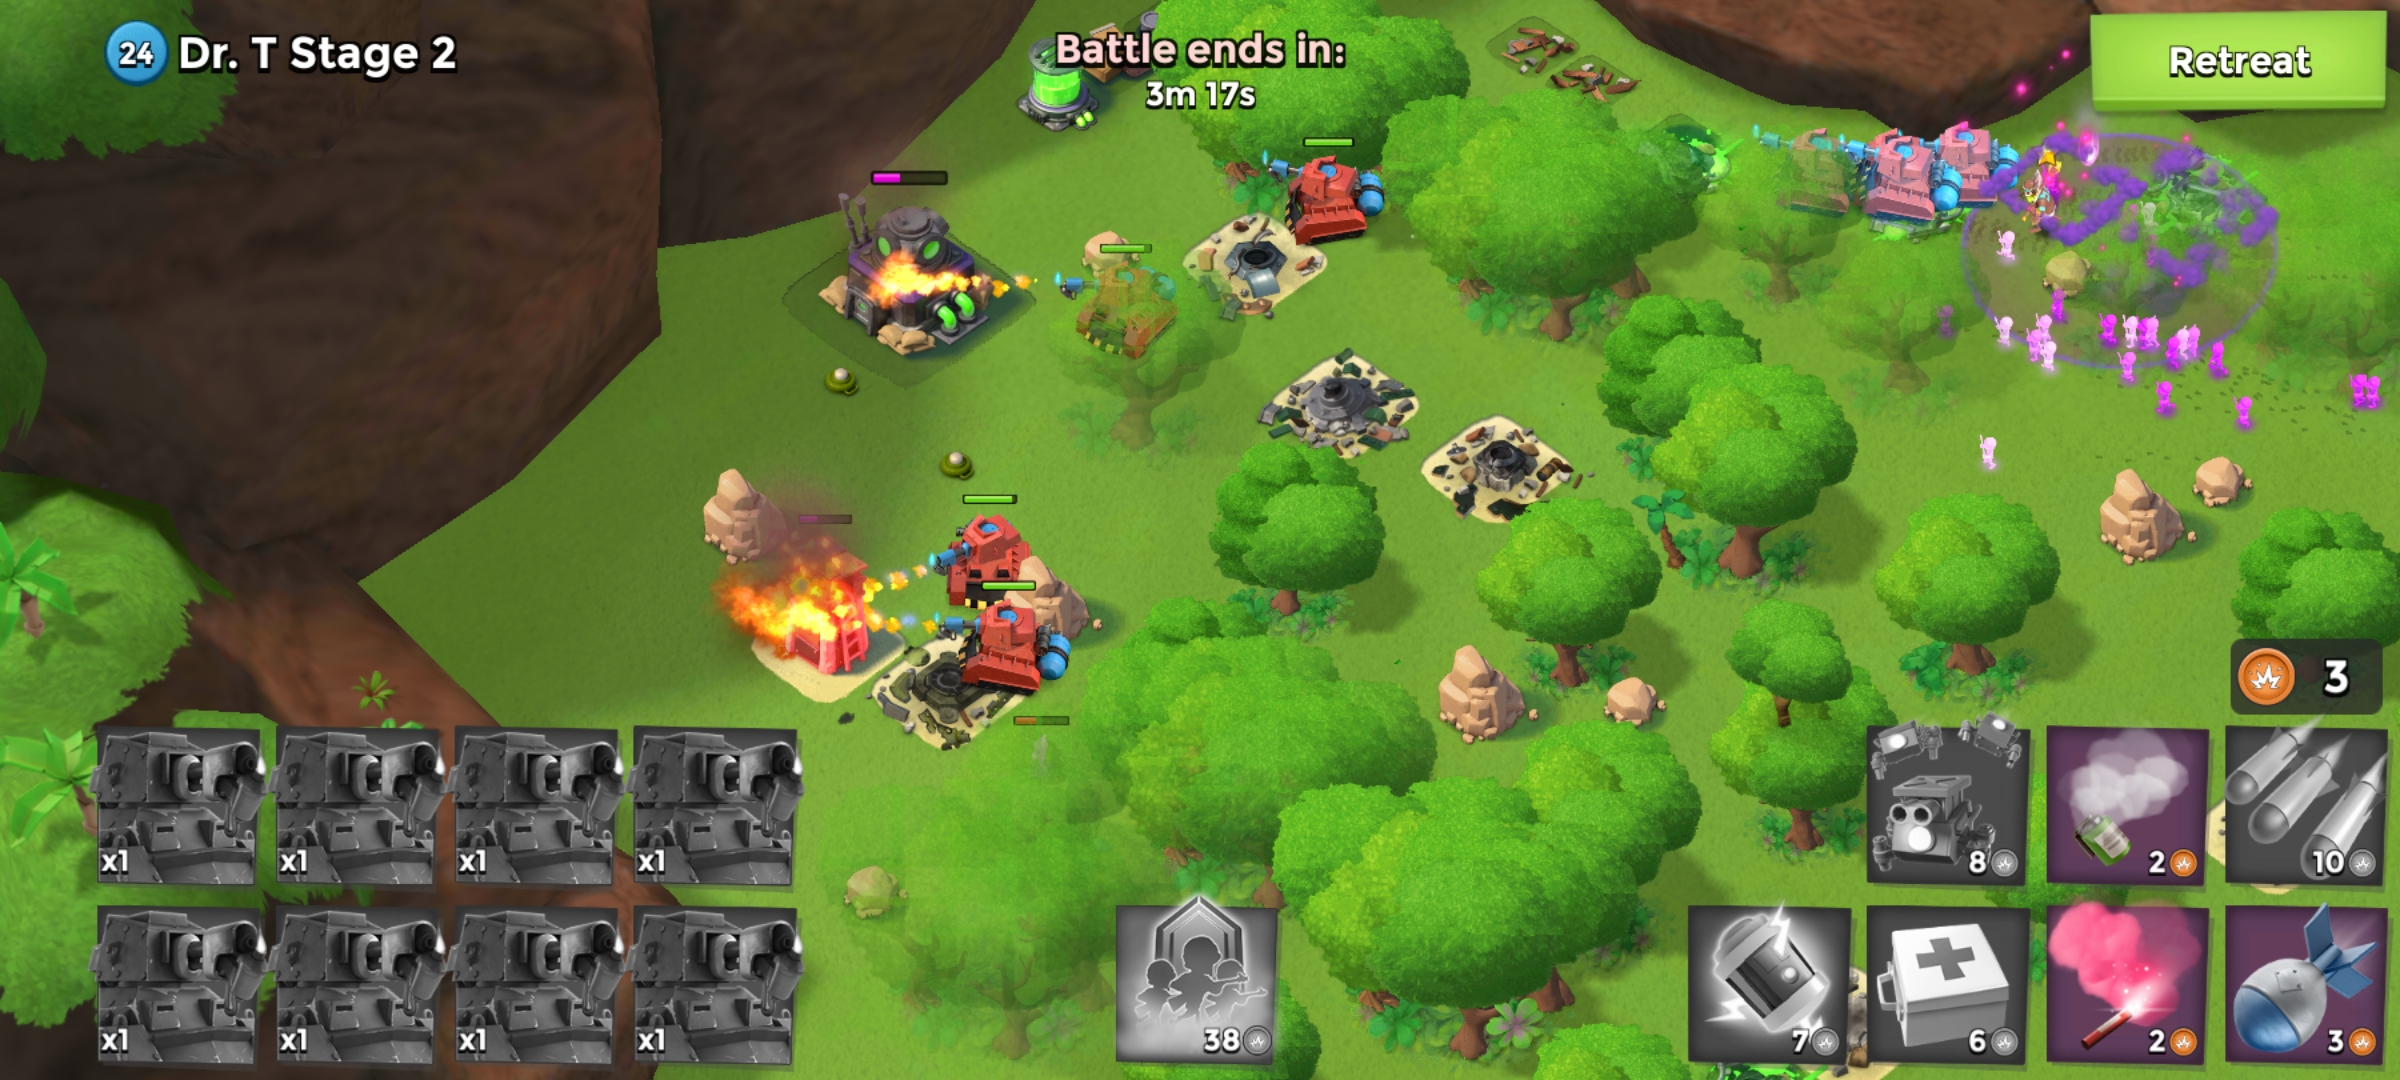 24 Dr. T Stage 2
Battle ends in:
3m 17s
Retreat
3
x1 x1 x1 x1
8 2 10
x1 x1 x1 x1
38
7 6 2 3